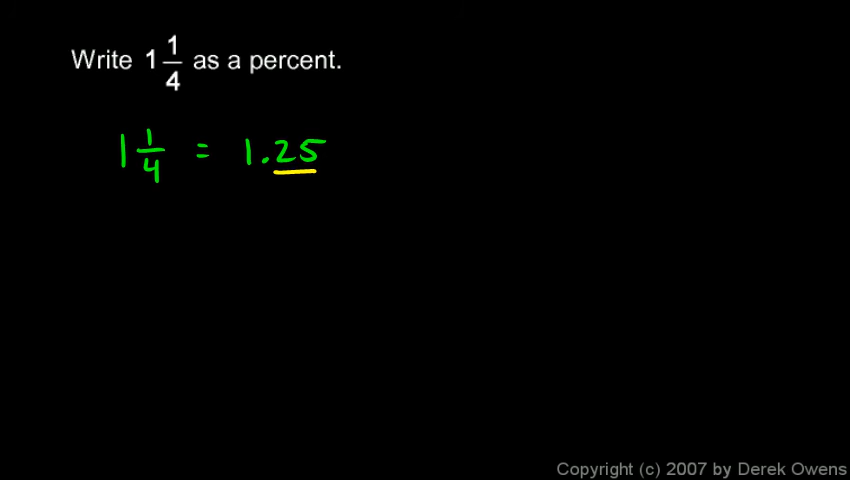 Write 1 1/4 as a percent.
1 1/4 = 1.25
Copyright (c) 2007 by Derek Owens